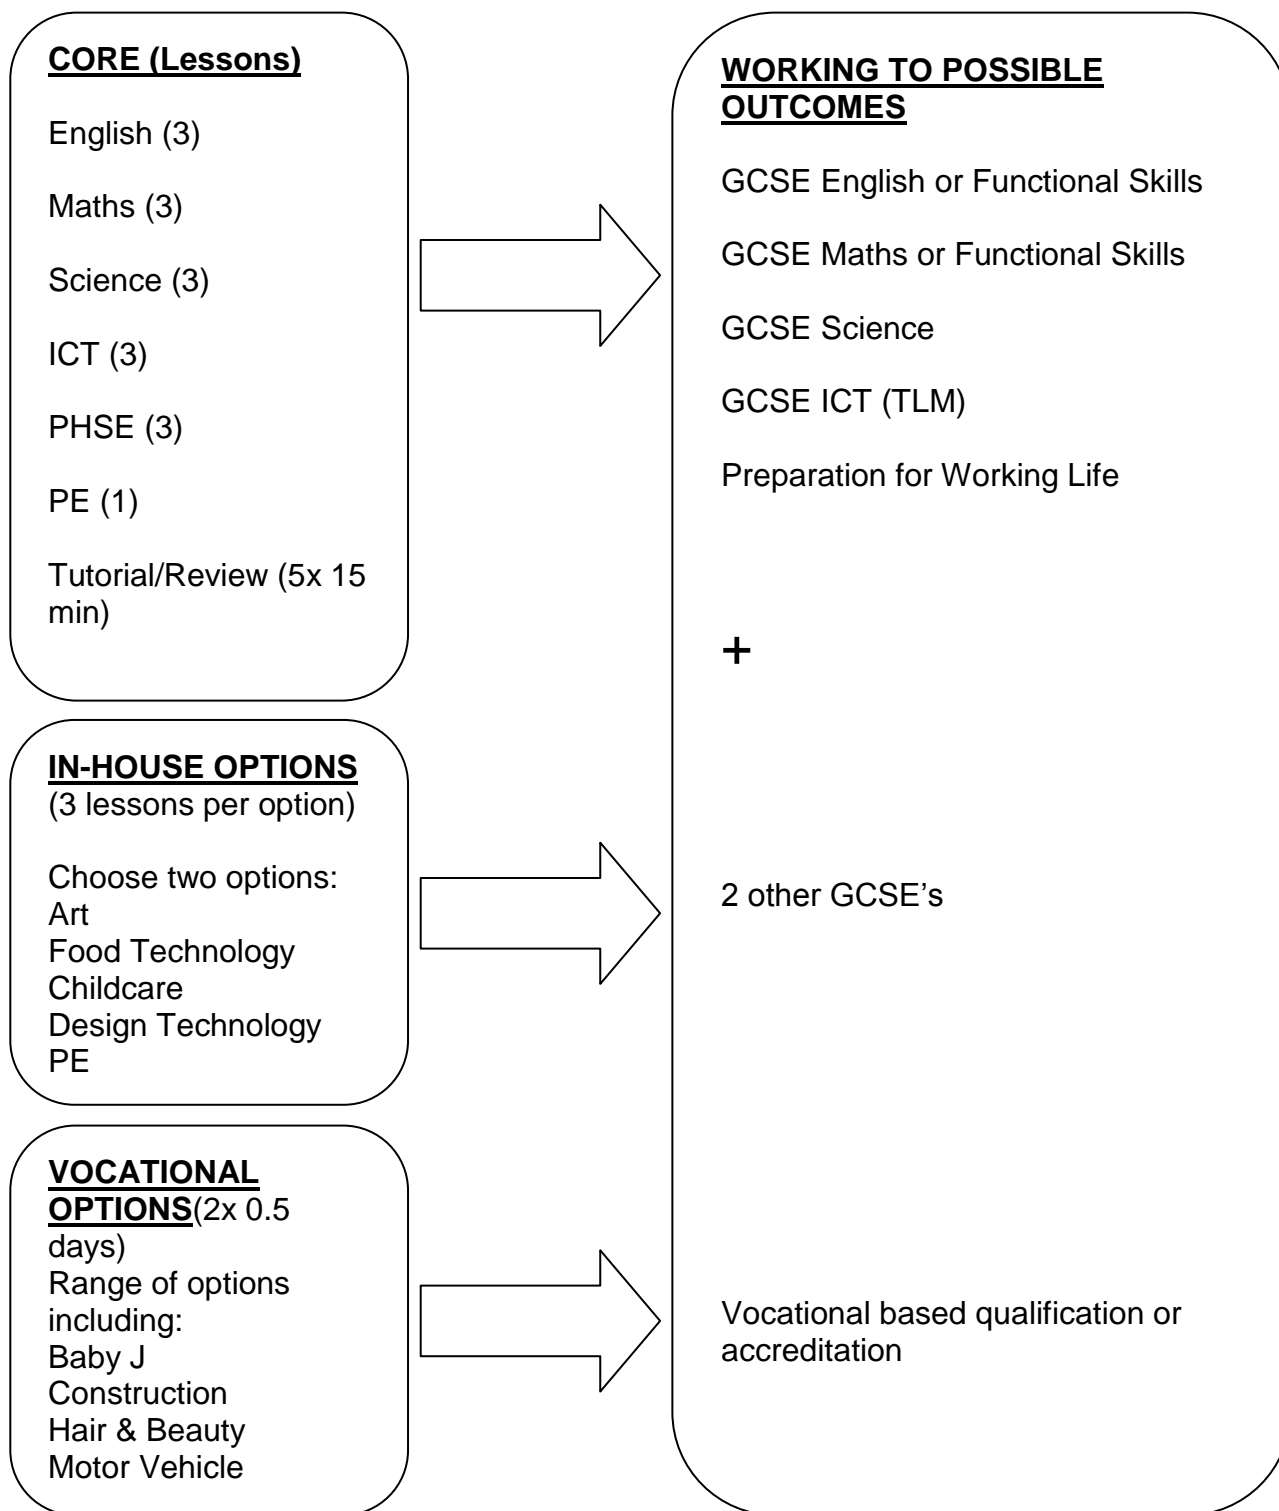 CORE (Lessons)
English (3)
Maths (3)
Science (3)
ICT (3)
PHSE (3)
PE (1)
Tutorial/Review (5x 15
min)
IN-HOUSE OPTIONS
(3 lessons per option)
Choose two options:
Art
Food Technology
Childcare
Design Technology
PE
VOCATIONAL
OPTIONS(2x 0.5
days)
Range of options
including:
Baby J
Construction
Hair & Beauty
Motor Vehicle
WORKING TO POSSIBLE
OUTCOMES
GCSE English or Functional Skills
GCSE Maths or Functional Skills
GCSE Science
GCSE ICT (TLM)
Preparation for Working Life
+
2 other GCSE’s
Vocational based qualification or
accreditation